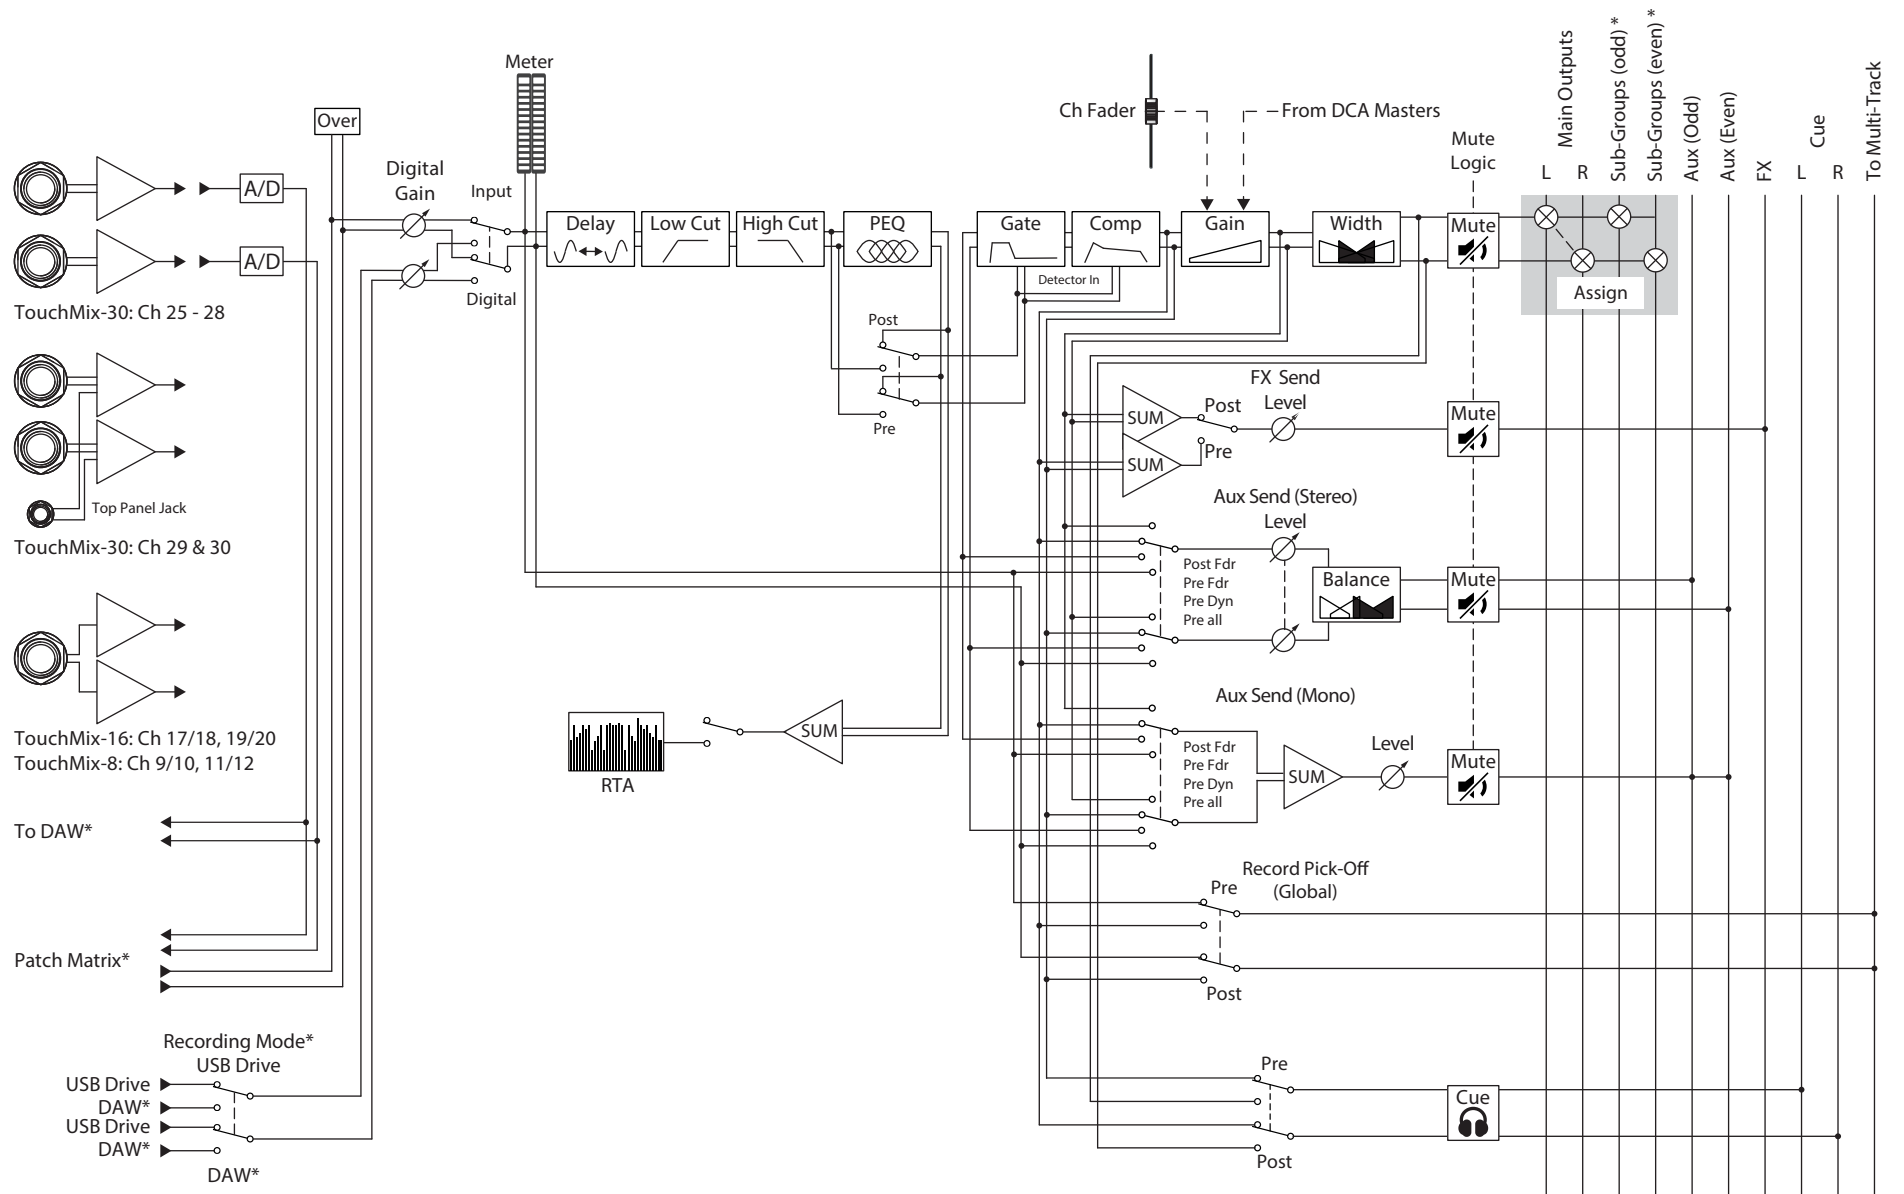 Meter
Over
Ch Fader
From DCA Masters
Mute
Logic
Main Outputs
Sub-Groups (odd) *
Sub-Groups (even) *
Aux (Odd)
Aux (Even)
FX
Cue
To Multi-Track
L
R
L
R
A/D
A/D
Digital
Gain
Input
Digital
Delay
Low Cut
High Cut
PEQ
Gate
Comp
Gain
Width
Mute
Assign
Detector In
TouchMix-30: Ch 25 - 28
Post
Pre
FX Send
Level
SUM
Post
SUM
Pre
Mute
Top Panel Jack
TouchMix-30: Ch 29 & 30
Aux Send (Stereo)
Level
Post Fdr
Pre Fdr
Pre Dyn
Pre all
Balance
Mute
TouchMix-16: Ch 17/18, 19/20
TouchMix-8: Ch 9/10, 11/12
RTA
SUM
Aux Send (Mono)
Post Fdr
Pre Fdr
Pre Dyn
Pre all
SUM
Level
Mute
To DAW*
Record Pick-Off
(Global)
Pre
Post
Patch Matrix*
Recording Mode*
USB Drive
USB Drive
DAW*
USB Drive
DAW*
DAW*
Pre
Post
Cue